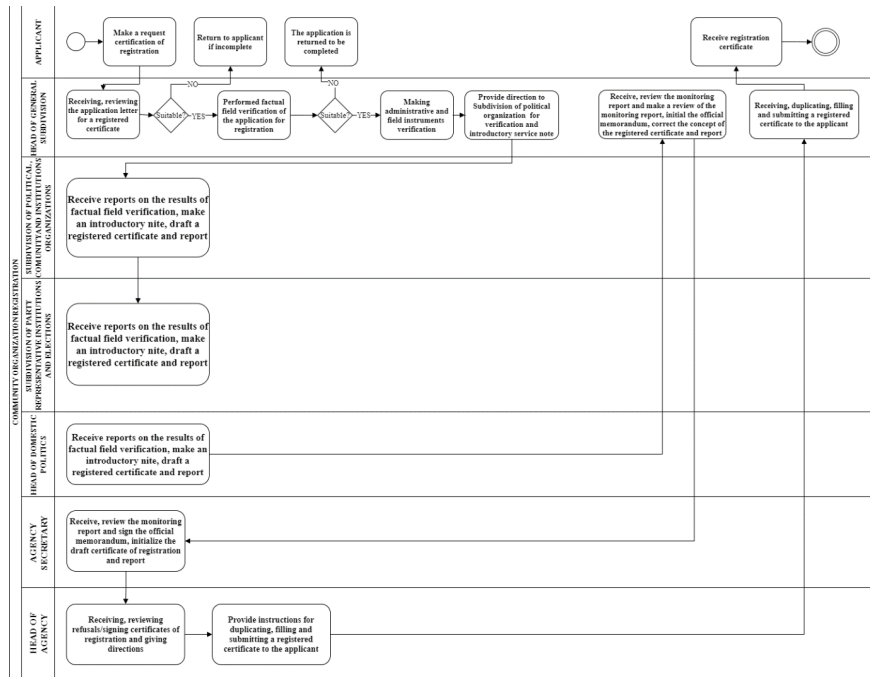 COMMUNITY ORGANIZATION REGISTRATION
APPLICANT
Make a request
certification of
registration
Return to applicant
if incomplete
The application is
returned to be
completed
Receive registration
certificate
HEAD OF GENERAL
SUBDIVISION
Receiving, reviewing
the application letter
for a registered
certificate
Suitable?
NO
YES
Performed factual
field verification of
the application for
registration
Suitable?
NO
YES
Making
administrative and
field instruments
verification
Provide direction to
Subdivision of political
organization for
verification and
introductory service note
Receive, review the monitoring
report and make a review of the
monitoring report, initial the official
memorandum, correct the concept of
the registered certificate and report
Receiving, duplicating, filling
and submitting a registered
certificate to the applicant
SUBDIVISION OF POLITICAL,
COMUNITY AND INSTITUTIONS
ORGANIZATIONS
Receive reports on the results of
factual field verification, make
an introductory nite, draft a
registered certificate and report
SUBDIVISION OF PARTY
REPRESENTATIVE INSTITUTIONS
AND ELECTIONS
Receive reports on the results of
factual field verification, make
an introductory nite, draft a
registered certificate and report
HEAD OF DOMESTIC
POLITICS
Receive reports on the results of
factual field verification, make an
introductory nite, draft a
registered certificate and report
AGENCY
SECRETARY
Receive, review the monitoring
report and sign the official
memorandum, initialize the
draft certificate of registration
and report
HEAD OF
AGENCY
Receiving, reviewing
refusals/signing certificates of
registration and giving
directions
Provide instructions for
duplicating, filling and
submitting a registered
certificate to the applicant